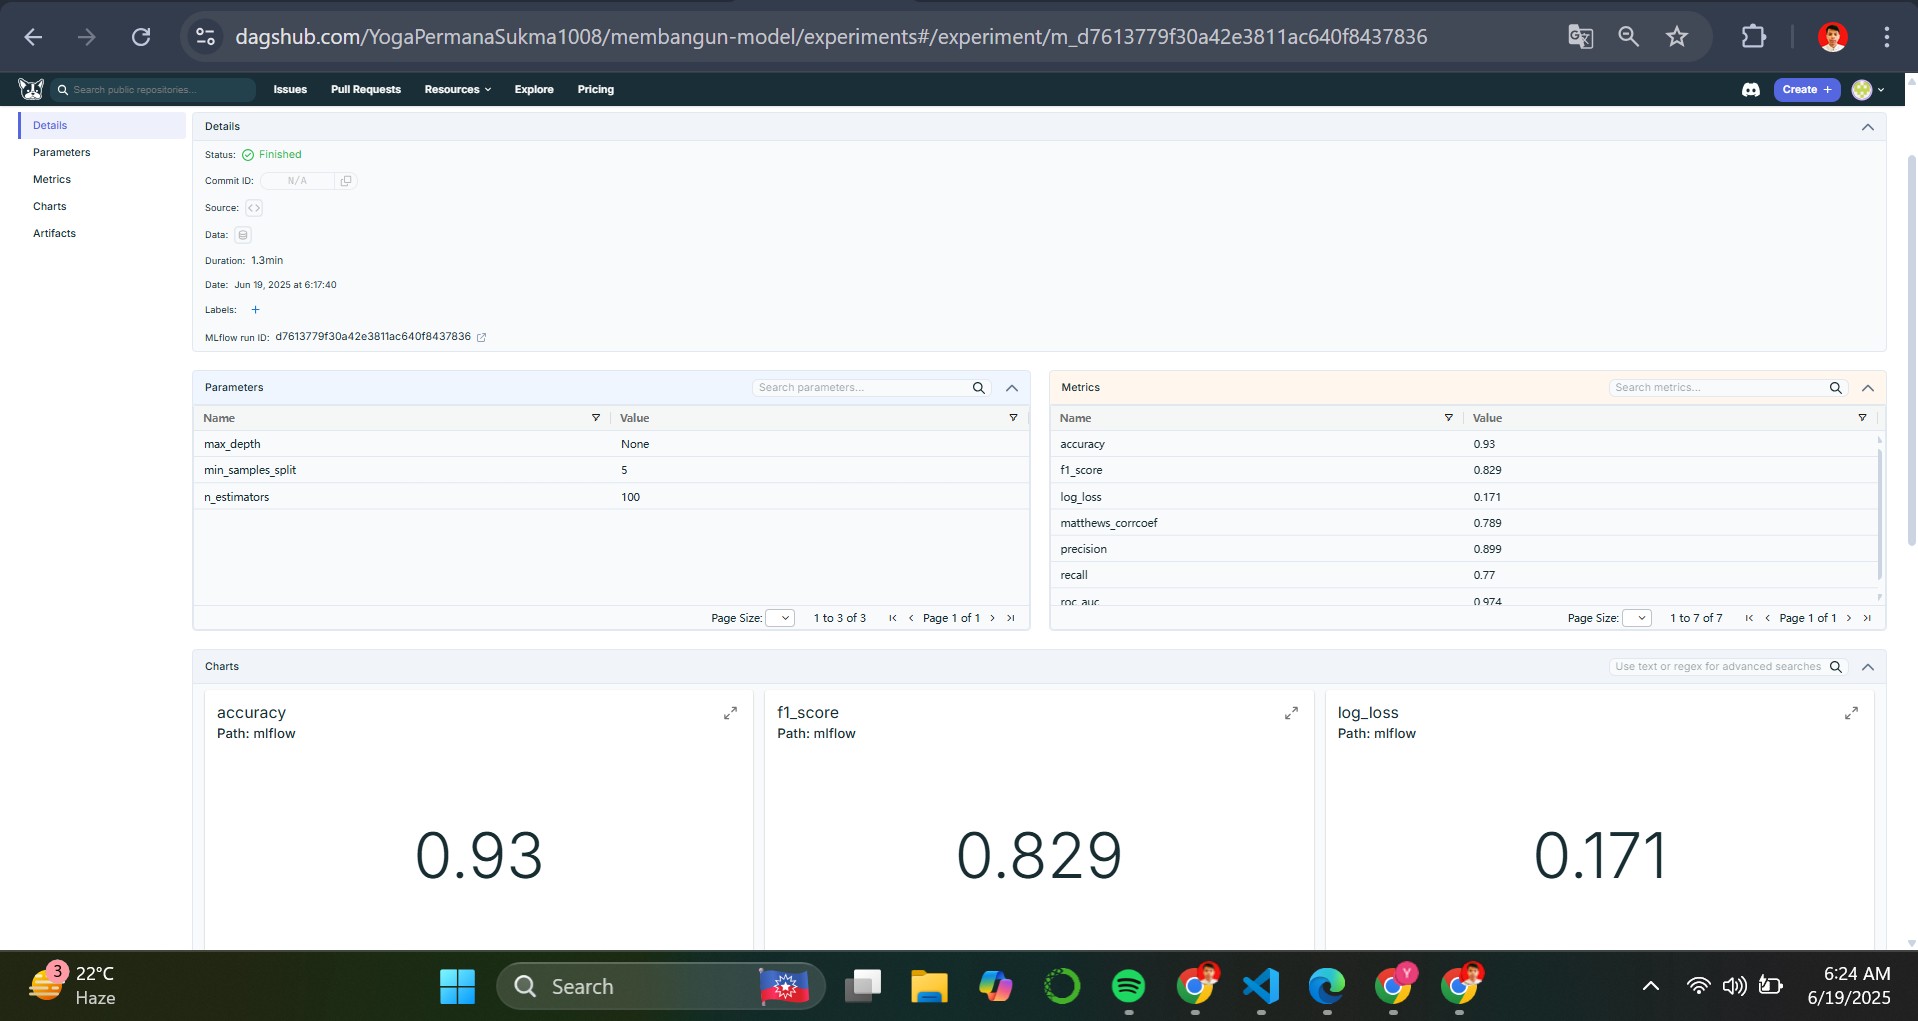 dagshub.com/YogaPermanaSukma1008/membangun-model/experiments#/experiment/m_d7613779f30a42e3811ac640f8437836
Search public repositories...
Issues
Pull Requests
Resources
Explore
Pricing
Create +
Details
Parameters
Metrics
Charts
Artifacts
Details
Status: Finished
Commit ID: N/A
Source:
Data:
Duration: 1.3min
Date: Jun 19, 2025 at 6:17:40
Labels: +
MLflow run ID: d7613779f30a42e3811ac640f8437836
Parameters
Search parameters...
Name Value
max_depth None
min_samples_split 5
n_estimators 100
Page Size: 1 to 3 of 3 Page 1 of 1
Metrics
Search metrics...
Name Value
accuracy 0.93
f1_score 0.829
log_loss 0.171
matthews_corrcoef 0.789
precision 0.899
recall 0.77
roc_auc 0.974
Page Size: 1 to 7 of 7 Page 1 of 1
Charts
Use text or regex for advanced searches
accuracy
Path: mlflow
0.93
f1_score
Path: mlflow
0.829
log_loss
Path: mlflow
0.171
3
22°C
Haze
Search
Y
6:24 AM
6/19/2025